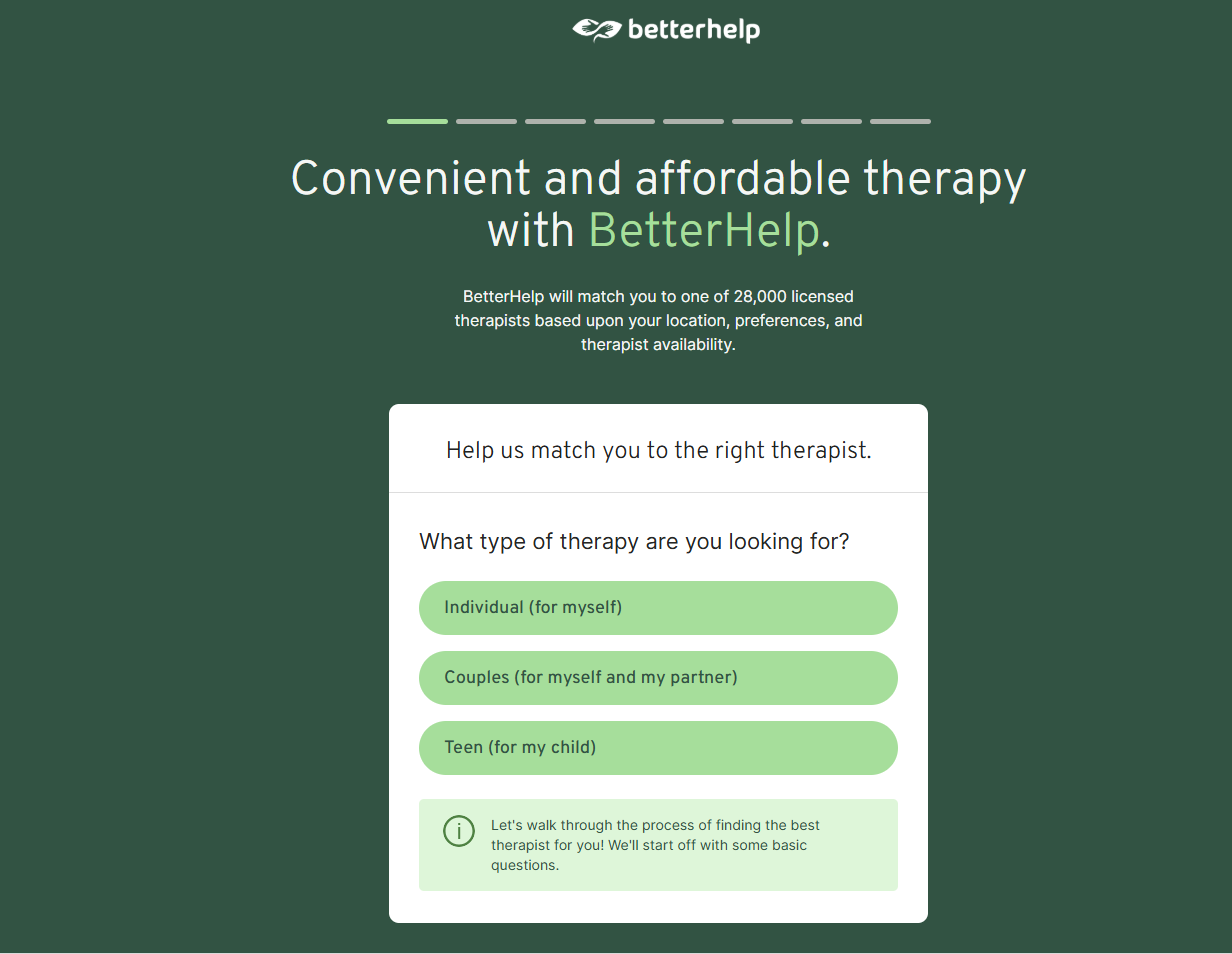 betterhelp
Convenient and affordable therapy
with BetterHelp.
BetterHelp will match you to one of 28,000 licensed
therapists based upon your location, preferences, and
therapist availability.
Help us match you to the right therapist.
What type of therapy are you looking for?
Individual (for myself)
Couples (for myself and my partner)
Teen (for my child)
Let's walk through the process of finding the best
therapist for you! We'll start off with some basic
questions.